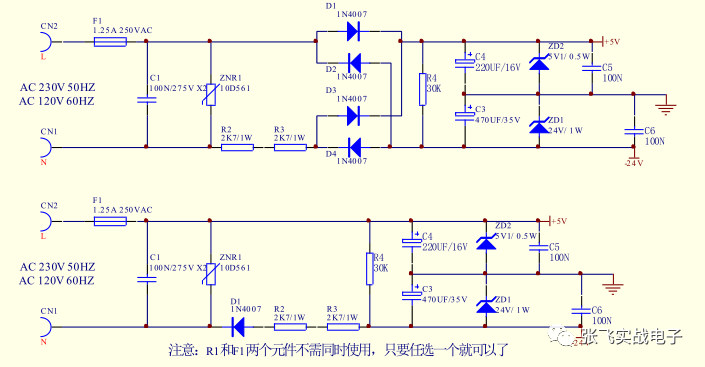 CN2
L
F1
1.25A 250VAC
AC 230V 50HZ
AC 120V 60HZ
C1
100N/275V X2
ZNR1
10D561
CN1
N
R2
2K7/1W
R3
2K7/1W
D1
1N4007
D2
1N4007
D3
1N4007
D4
1N4007
R4
30K
C4
220UF/16V
C3
470UF/35V
ZD2
5V1/ 0.5W
ZD1
24V/ 1W
+5V
C5
100N
C6
100N
-24V
CN2
L
F1
1.25A 250VAC
AC 230V 50HZ
AC 120V 60HZ
C1
100N/275V X2
ZNR1
10D561
CN1
N
D1
1N4007
R2
2K7/1W
R3
2K7/1W
R4
30K
C4
220UF/16V
C3
470UF/35V
ZD2
5V1/ 0.5W
ZD1
24V/ 1W
+5V
C5
100N
C6
100N
注意：R1和F1两个元件不需同时使用，只要任选一个就可以了
张飞实战电子